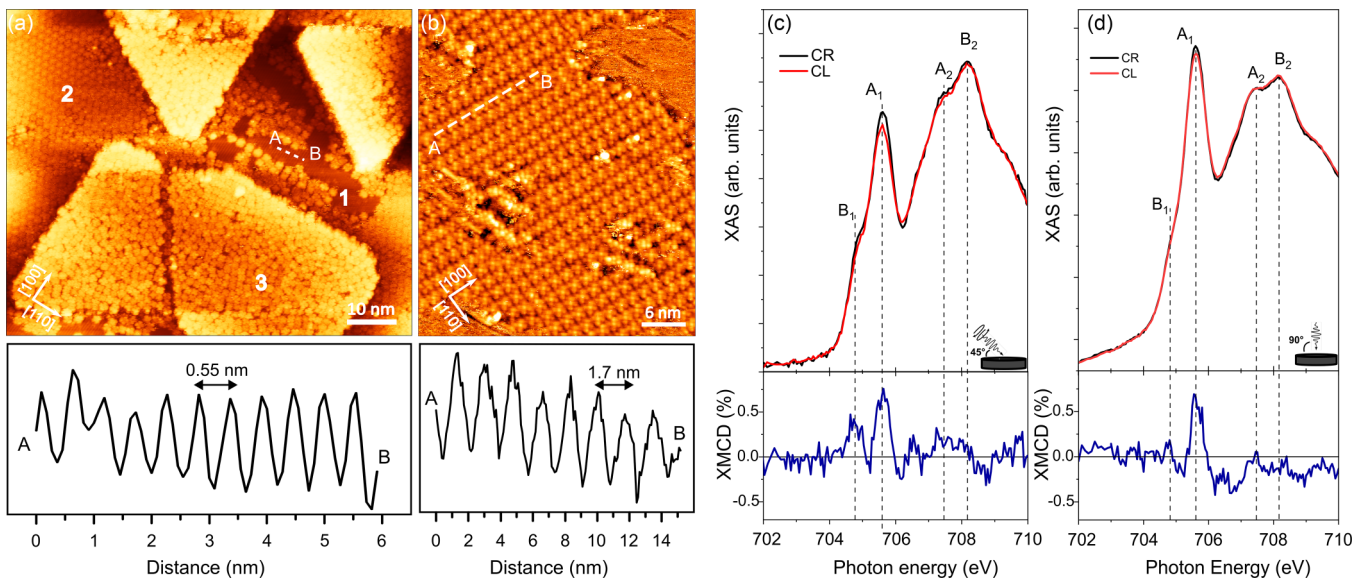 (a)
2
A
B
1
3
[100]
[110]
10 nm
0.55 nm
A
B
0
1
2
3
4
5
6
Distance (nm)
(b)
B
A
[100]
[110]
6 nm
1.7 nm
A
B
0
2
4
6
8
10
12
14
Distance (nm)
(c)
CR
CL
B2
A2
A1
B1
XAS (arb. units)
45°
XMCD (%)
0.5
0.0
-0.5
702
704
706
708
710
Photon energy (eV)
(d)
CR
CL
A1
A2
B2
B1
XAS (arb. units)
90°
XMCD (%)
0.5
0.0
-0.5
702
704
706
708
710
Photon Energy (eV)